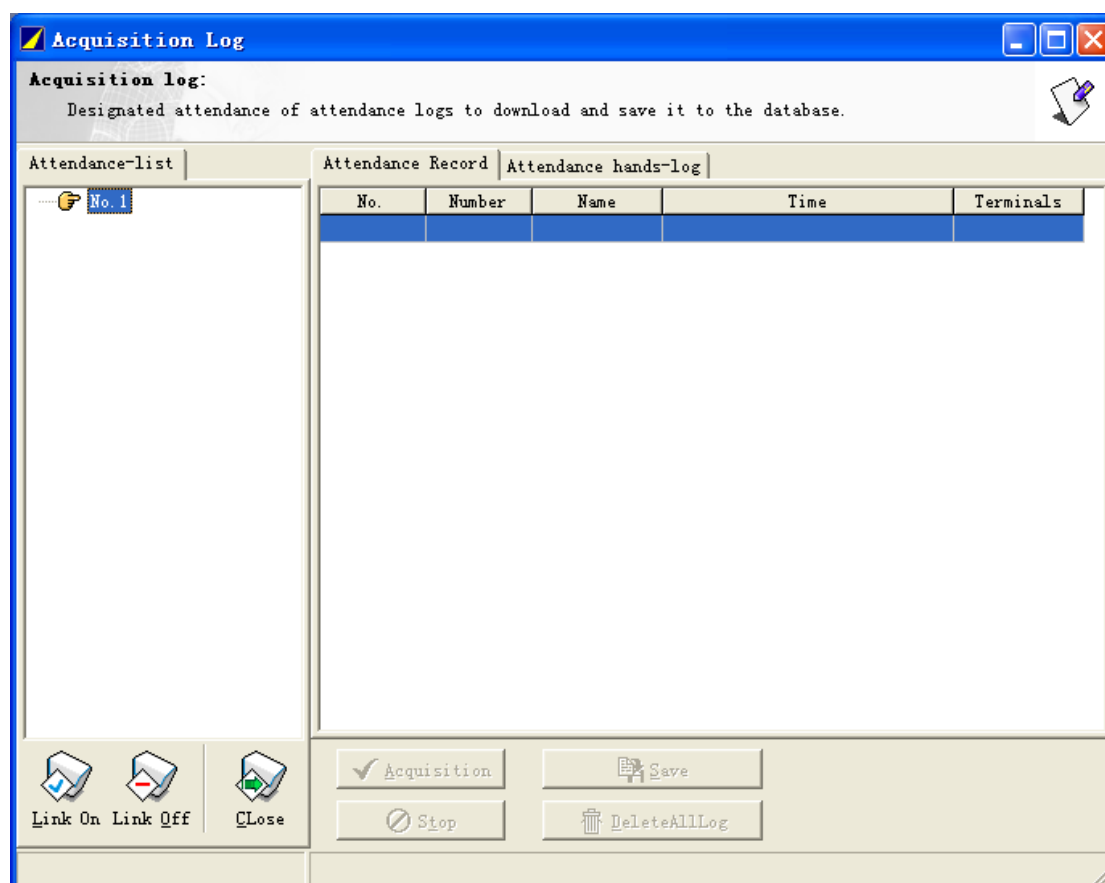 Acquisition Log
Acquisition log:
Designated attendance of attendance logs to download and save it to the database.
Attendance-list
Attendance Record Attendance hands-log
No. 1
No. Number Name Time Terminals
Acquisition Save
Link On Link Off CLose
Stop DeleteAllLog